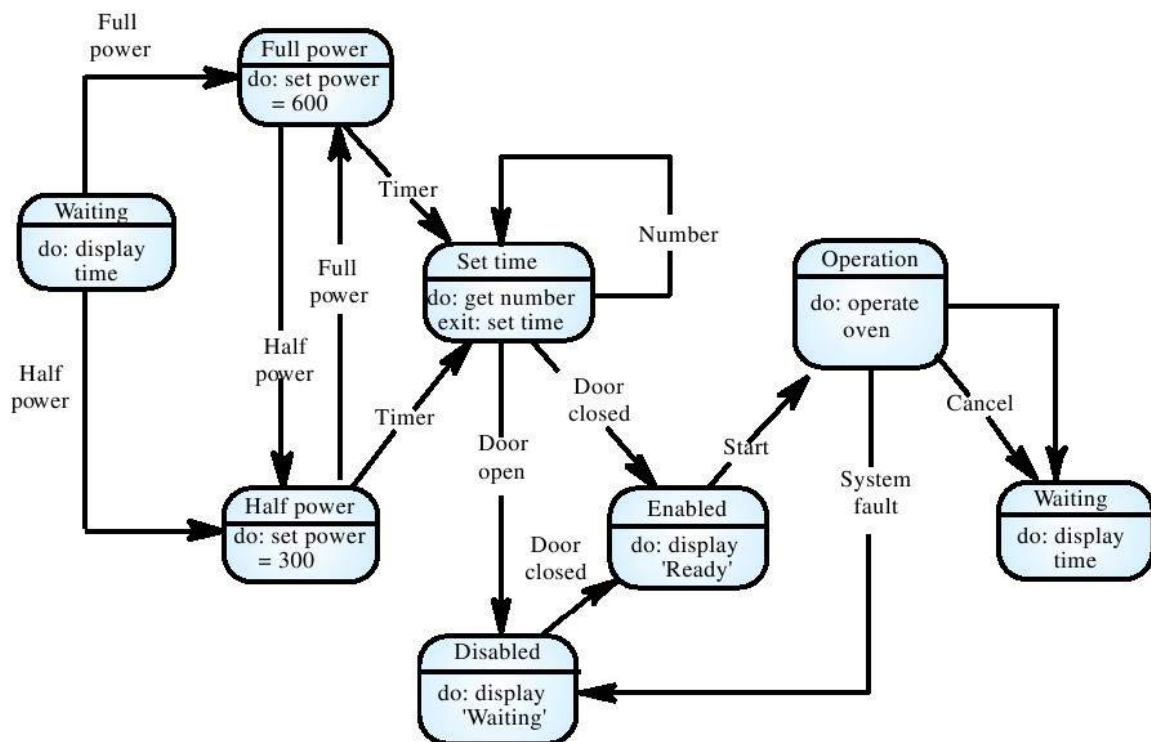 Full
power
Full power
do: set power
= 600
Timer
Number
Waiting
do: display
time
Full
power
Set time
do: get number
exit: set time
Operation
do: operate
oven
Half
power
Half
power
Timer
Door
closed
Cancel
Door
open
Start
System
fault
Half power
do: set power
= 300
Enabled
do: display
'Ready'
Waiting
do: display
time
Door
closed
Disabled
do: display
'Waiting'